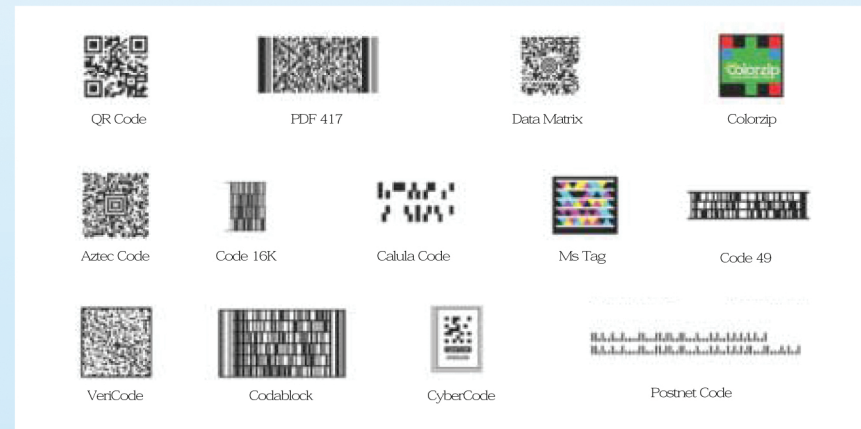 Colorzip
QR Code
PDF 417
Data Matrix
Colorzip
Aztec Code
Code 16K
Calula Code
Ms Tag
Code 49
VeriCode
Codablock
CyberCode
Postnet Code